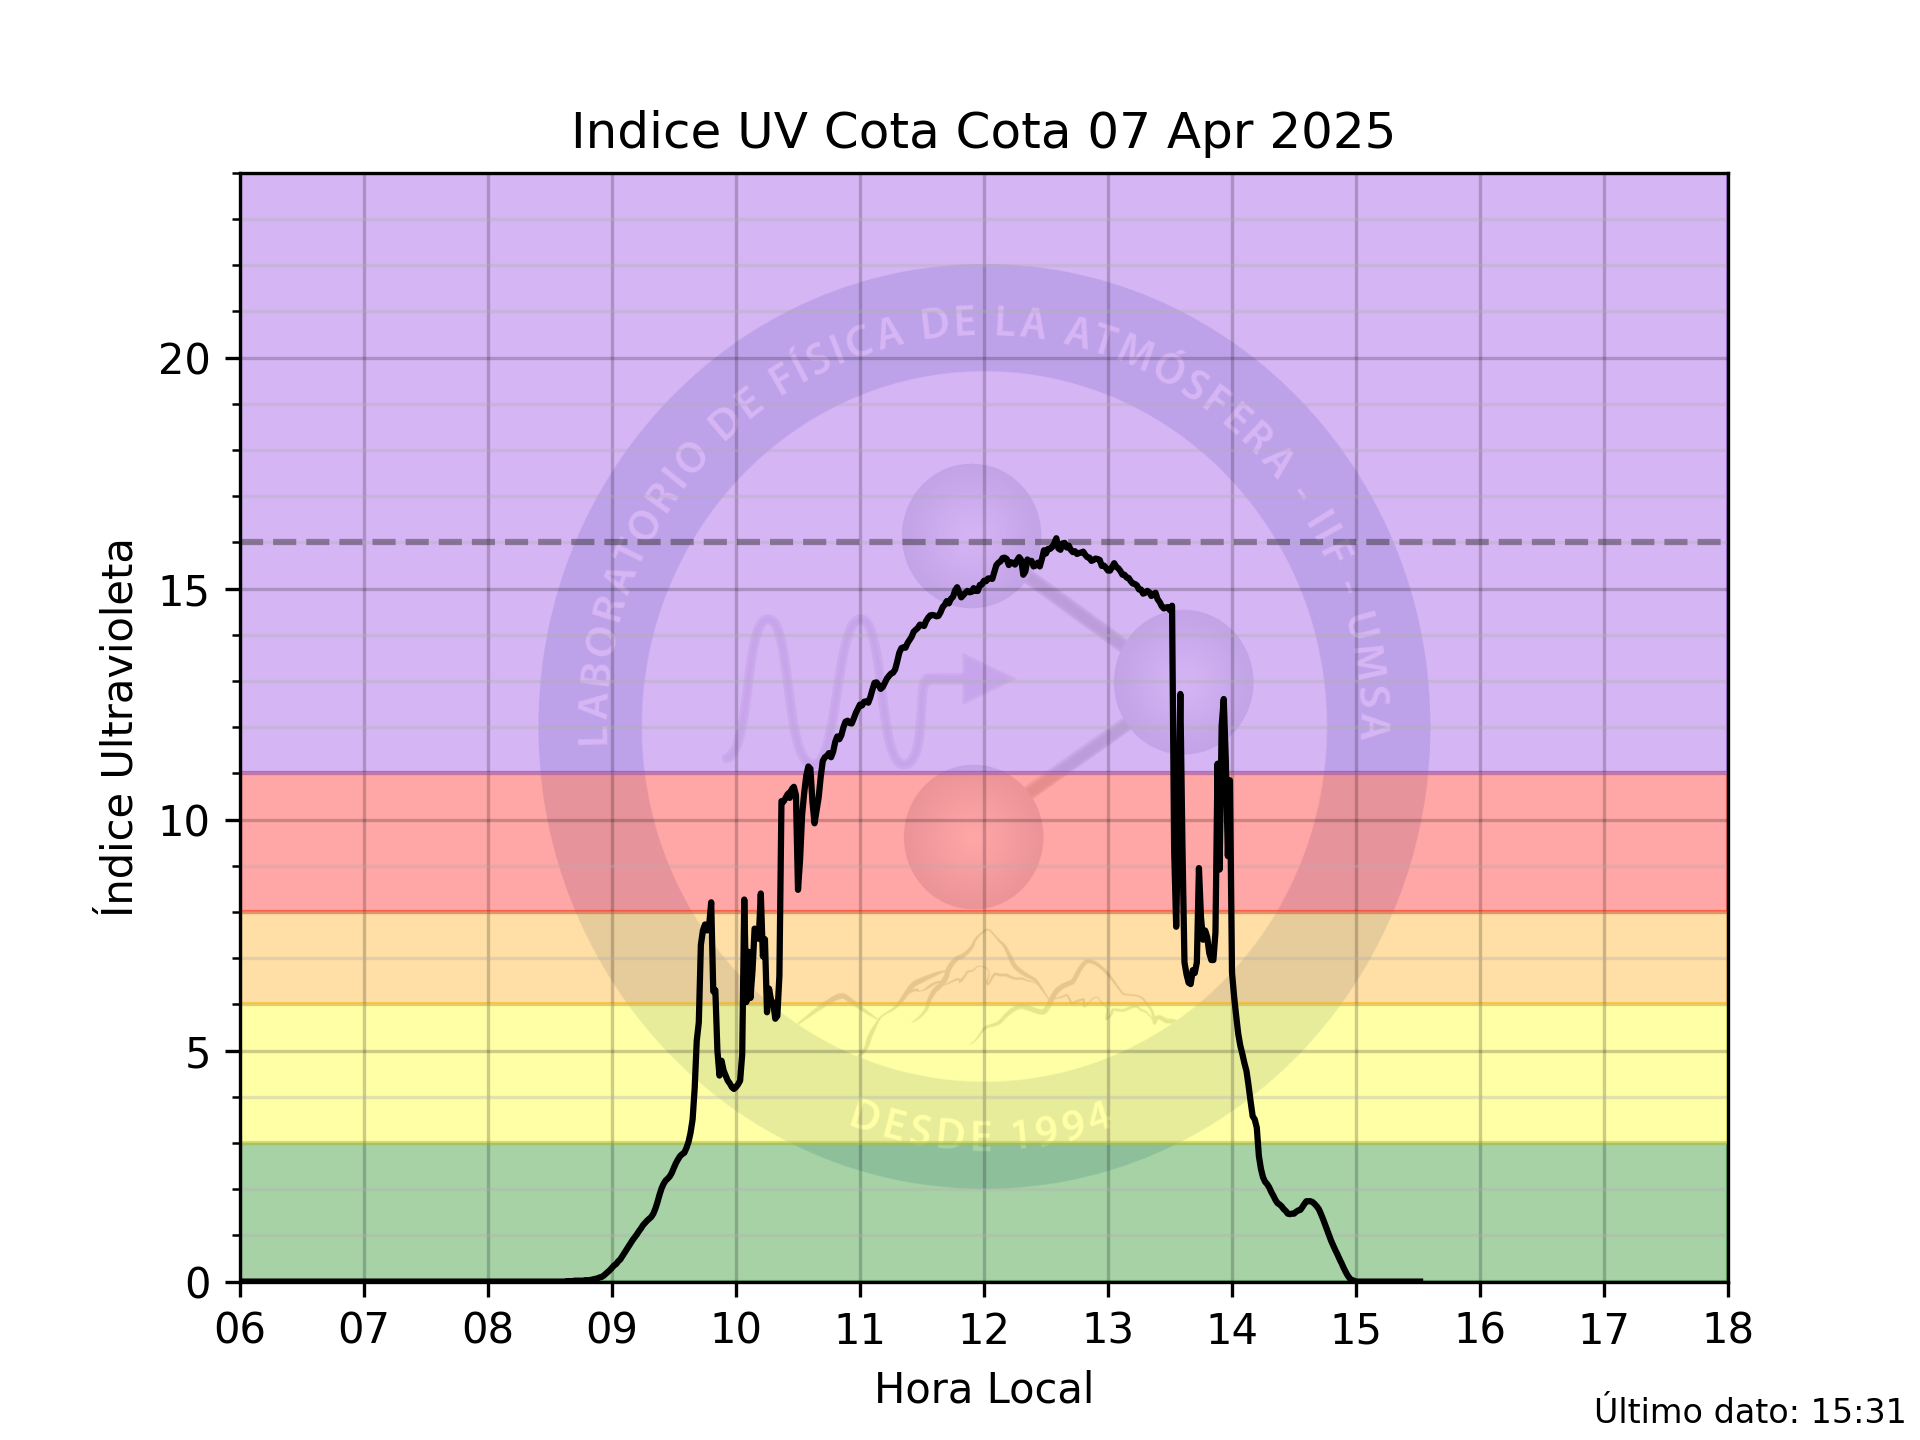 Indice UV Cota Cota 07 Apr 2025
LABORATORIO DE FÍSICA DE LA ATMÓSFERA - IIF - UMSA
DESDE 1994
Índice Ultravioleta
20
15
10
5
0
06 07 08 09 10 11 12 13 14 15 16 17 18
Hora Local
Último dato: 15:31